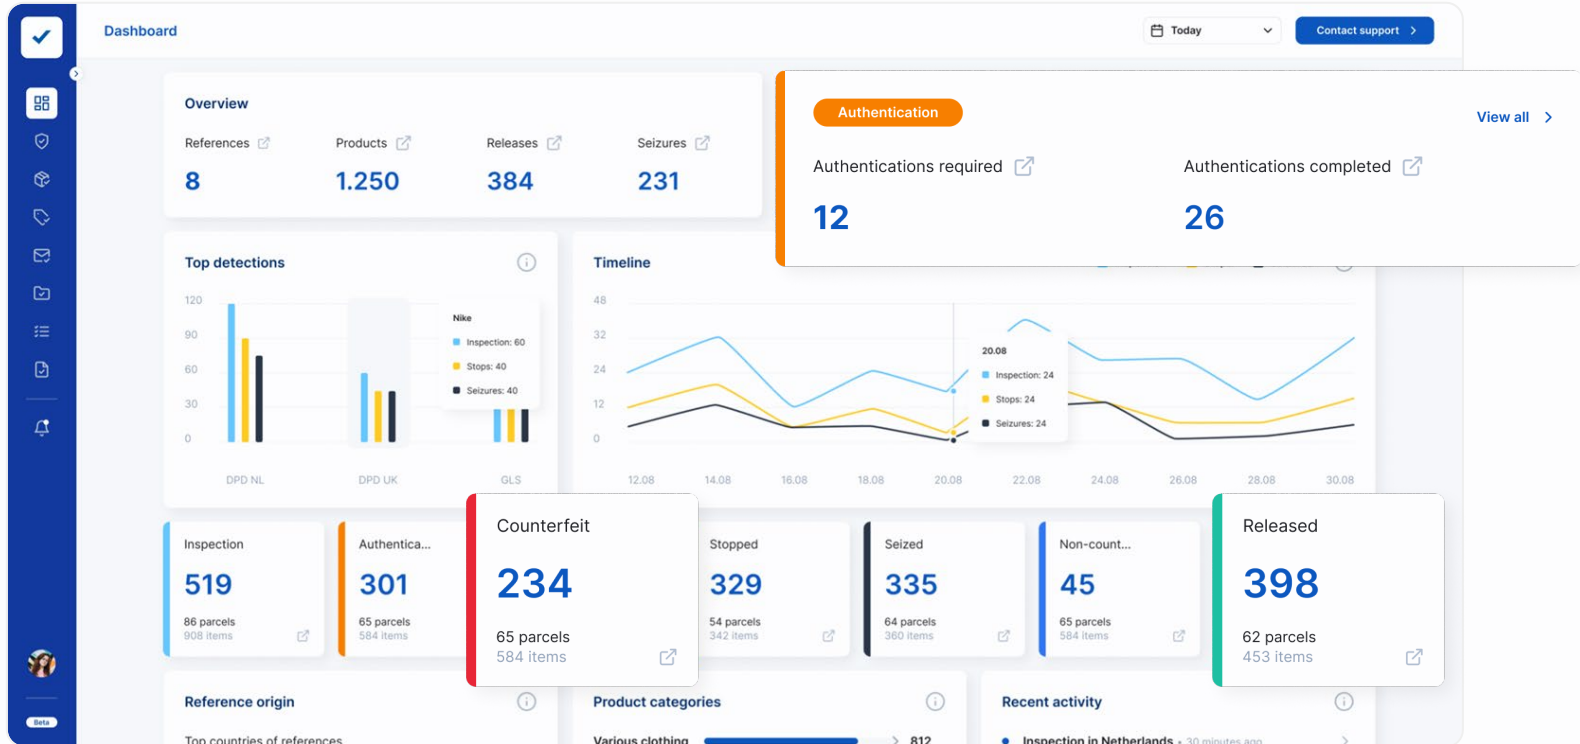 Dashboard
Today
Contact support
Overview
References
Products
Releases
Seizures
8
1.250
384
231
Authentication
View all
Authentications required
Authentications completed
12
26
Top detections
120
90
60
30
0
DPD NL
DPD UK
GLS
Nike
Inspection: 60
Stops: 40
Seizures: 40
Timeline
48
32
24
12
0
12.08
14.08
16.08
18.08
20.08
22.08
24.08
26.08
28.08
30.08
20.08
Inspection: 24
Stops: 24
Seizures: 24
Inspection
519
86 parcels
908 items
Authentica...
301
65 parcels
584 items
Counterfeit
234
65 parcels
584 items
Stopped
329
54 parcels
342 items
Seized
335
64 parcels
360 items
Non-count...
45
65 parcels
584 items
Released
398
62 parcels
453 items
Reference origin
Top countries of references
Product categories
Various clothing
812
Recent activity
Inspection in Netherlands • 30 minutes ago
Beta